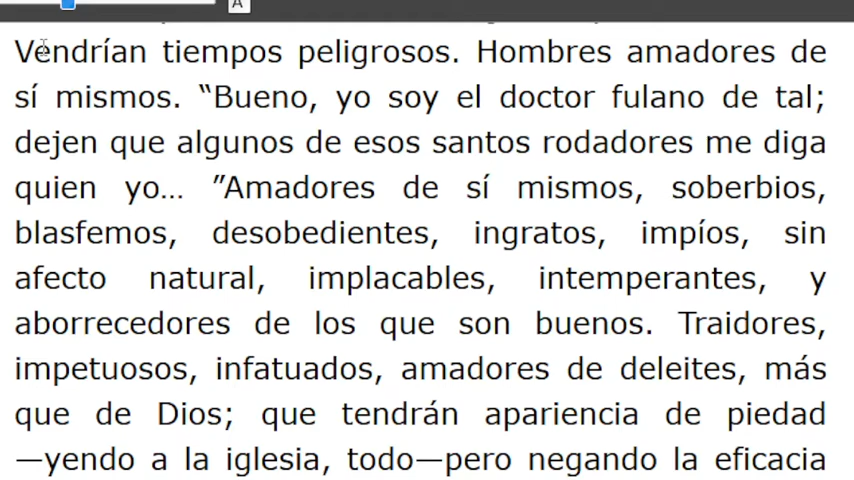 A
Vendrían tiempos peligrosos. Hombres amadores de
sí mismos. “Bueno, yo soy el doctor fulano de tal;
dejen que algunos de esos santos rodadores me diga
quien yo… ”Amadores de sí mismos, soberbios,
blasfemos, desobedientes, ingratos, impíos, sin
afecto natural, implacables, intemperantes, y
aborrecedores de los que son buenos. Traidores,
impetuosos, infatuados, amadores de deleites, más
que de Dios; que tendrán apariencia de piedad
—yendo a la iglesia, todo—pero negando la eficacia